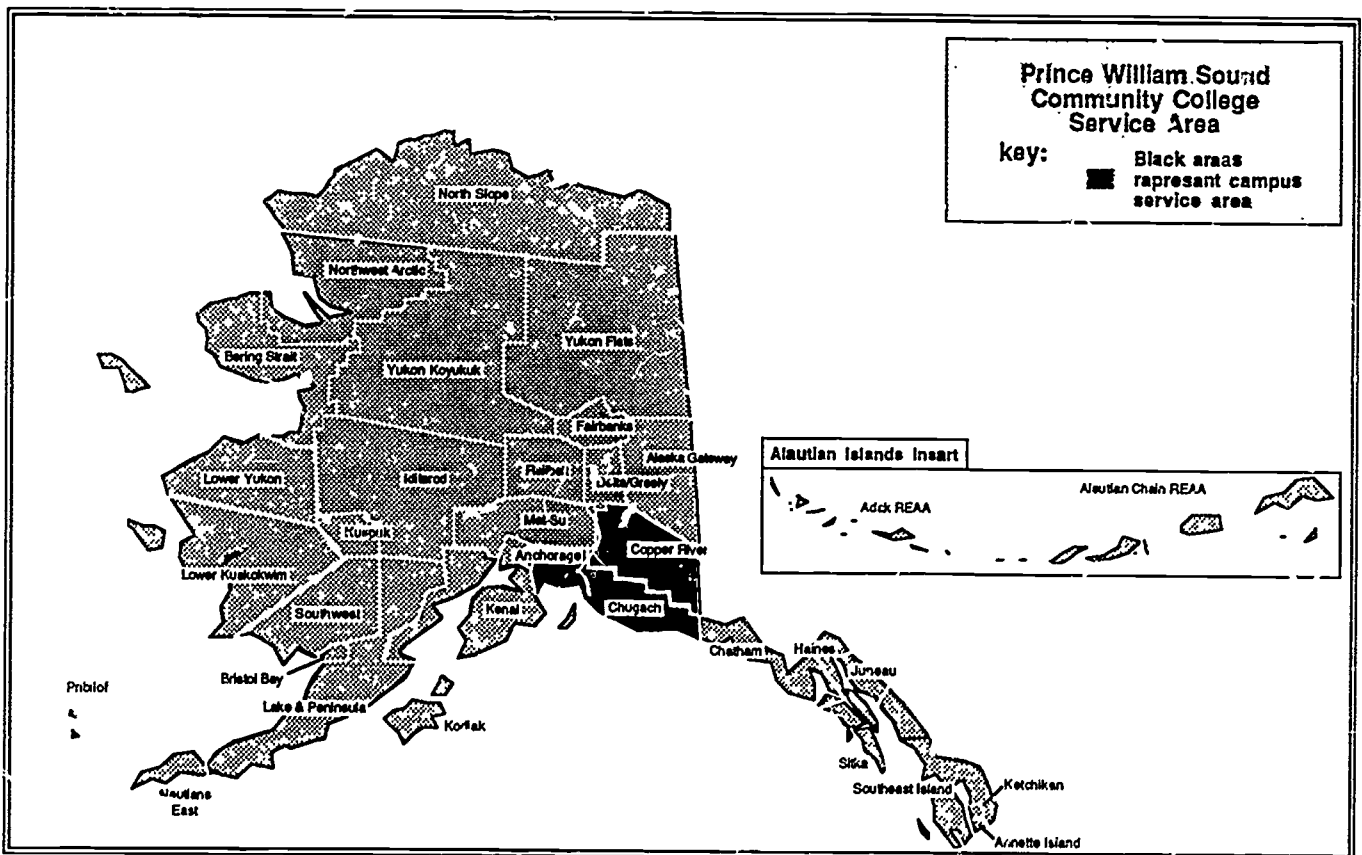 Prince William Sound
Community College
Service Area
key:
Black araas
raprasant campus
service area
North Slope
Northwest Arctic
Bering Strait
Yukon Koyukuk
Yukon Flats
Fairbanks
Alaska Gateway
Delta/Greely
Lower Yukon
Iditarod
Mat-Su
Kuspuk
Copper River
Anchorage
Lower Kuskokwim
Southwest
Kenai
Chugach
Bristol Bay
Lake & Peninsula
Pribilof
Kodiak
Alautians
East
Chatham
Haines
Juneau
Sitka
Southeast Island
Ketchikan
Annette Island
Alautian Islands Insart
Adak REAA
Aleutian Chain REAA